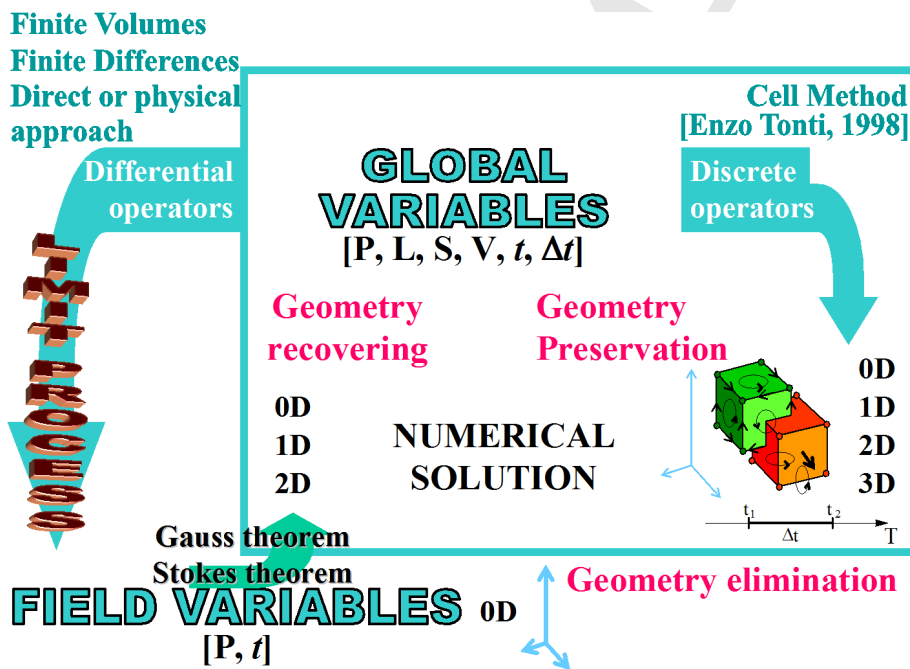 Finite Volumes
Finite Differences
Direct or physical
approach
Cell Method
[Enzo Tonti, 1998]
Differential
operators
GLOBAL
VARIABLES
[P, L, S, V, t, Δt]
Discrete
operators
LIMIT PROCESS
Geometry
recovering
Geometry
Preservation
0D
1D
2D
NUMERICAL
SOLUTION
0D
1D
2D
3D
t1
t2
Δt
T
Gauss theorem
Stokes theorem
FIELD VARIABLES
[P, t]
0D
Geometry elimination